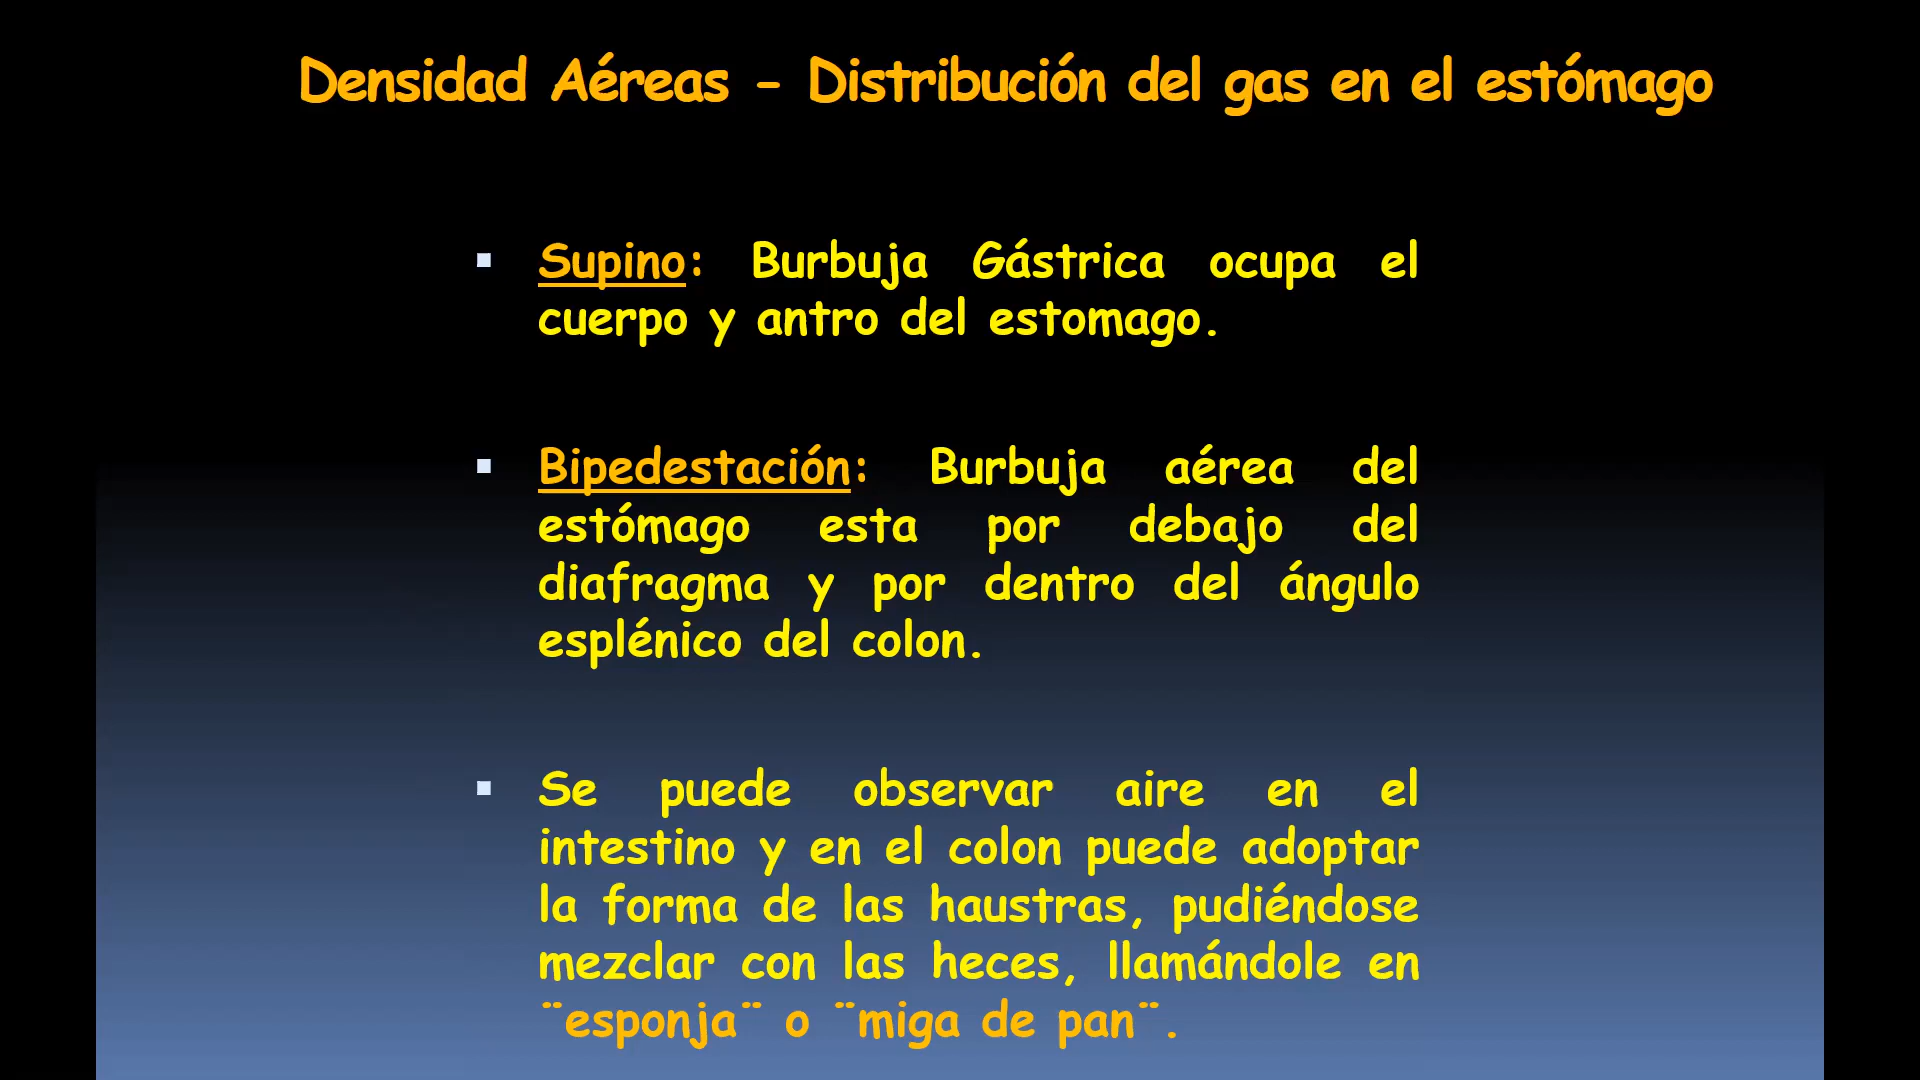 Densidad Aéreas - Distribución del gas en el estómago
▪ Supino: Burbuja Gástrica ocupa el
cuerpo y antro del estomago.
▪ Bipedestación: Burbuja aérea del
estómago esta por debajo del
diafragma y por dentro del ángulo
esplénico del colon.
▪ Se puede observar aire en el
intestino y en el colon puede adoptar
la forma de las haustras, pudiéndose
mezclar con las heces, llamándole en
¨esponja¨ o ¨miga de pan¨.